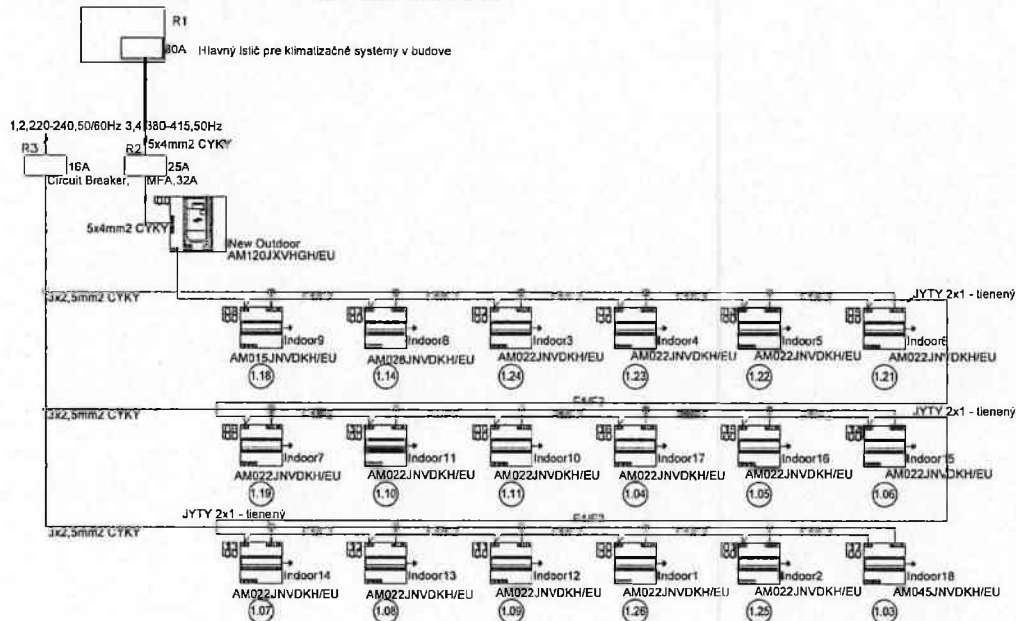 R1
80A Hlavný istič pre klimatizačné systémy v budove
1,2,220-240,50/60Hz 3,4,380-415,50Hz
5x4mm2 CYKY
R3 R2
16A 25A
Circuit Breaker, MFA,32A
5x4mm2 CYKY
New Outdoor
AM120JXVHGH/EU
3x2,5mm2 CYKY
JYTY 2x1 - tienený
Indoor9 Indoor8 Indoor3 Indoor4 Indoor5 Indoor6
AM015JNVDKH/EU AM028JNVDKH/EU AM022JNVDKH/EU AM022JNVDKH/EU AM022JNVDKH/EU AM022JNVDKH/EU
1.18 1.14 1.24 1.23 1.22 1.21
3x2,5mm2 CYKY
JYTY 2x1 - tienený
Indoor7 Indoor11 Indoor10 Indoor17 Indoor16 Indoor15
AM022JNVDKH/EU AM022JNVDKH/EU AM022JNVDKH/EU AM022JNVDKH/EU AM022JNVDKH/EU AM022JNVDKH/EU
1.19 1.10 1.11 1.04 1.05 1.06
JYTY 2x1 - tienený
3x2,5mm2 CYKY
Indoor14 Indoor13 Indoor12 Indoor1 Indoor2 Indoor18
AM022JNVDKH/EU AM022JNVDKH/EU AM022JNVDKH/EU AM022JNVDKH/EU AM022JNVDKH/EU AM045JNVDKH/EU
1.07 1.08 1.09 1.26 1.25 1.03